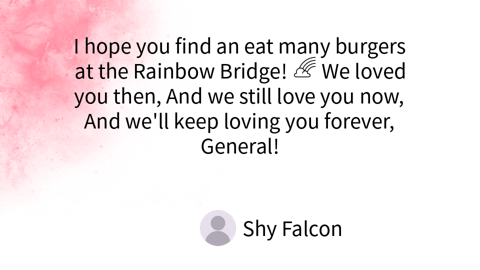 I hope you find an eat many burgers
at the Rainbow Bridge! 🌈 We loved
you then, And we still love you now,
And we'll keep loving you forever,
General!
Shy Falcon